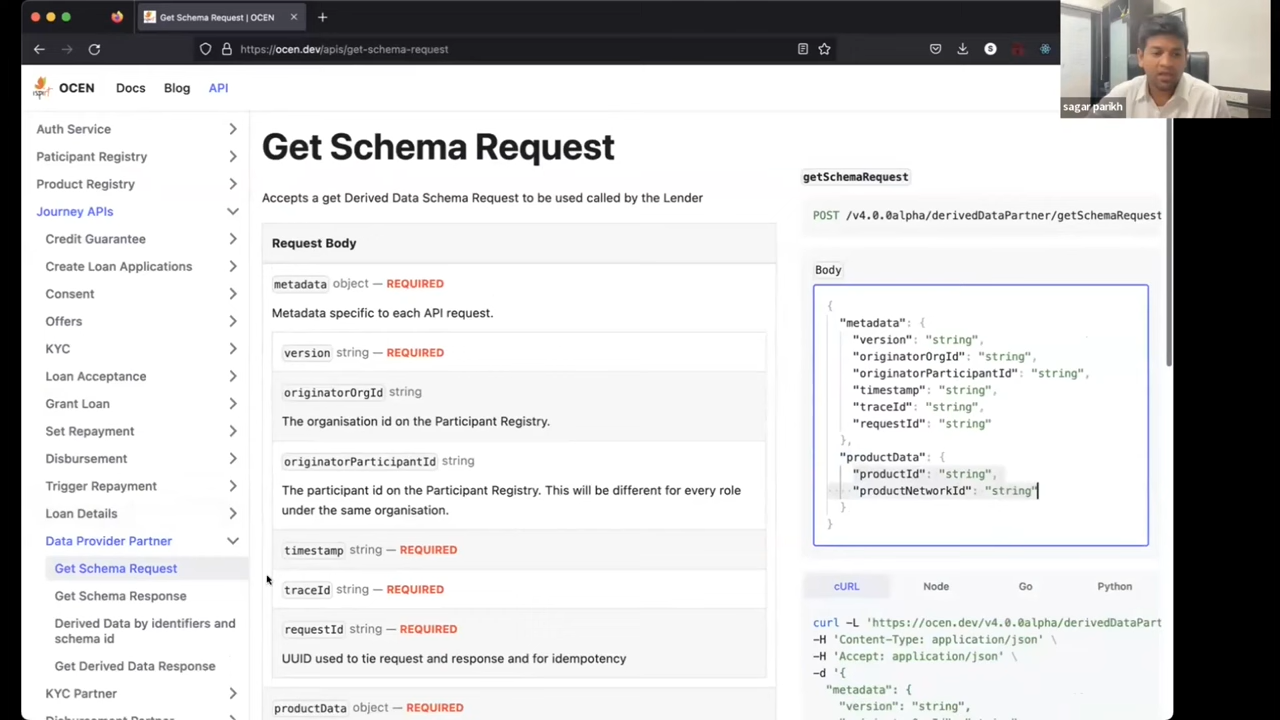 Get Schema Request | OCEN
https://ocen.dev/apis/get-schema-request
S
sagar parikh
OCEN
Docs
Blog
API
Auth Service
Paticipant Registry
Product Registry
Journey APIs
Credit Guarantee
Create Loan Applications
Consent
Offers
KYC
Loan Acceptance
Grant Loan
Set Repayment
Disbursement
Trigger Repayment
Loan Details
Data Provider Partner
Get Schema Request
Get Schema Response
Derived Data by identifiers and
schema id
Get Derived Data Response
KYC Partner
Get Schema Request
Accepts a get Derived Data Schema Request to be used called by the Lender
Request Body
metadata object — REQUIRED
Metadata specific to each API request.
version string — REQUIRED
originatorOrgId string
The organisation id on the Participant Registry.
originatorParticipantId string
The participant id on the Participant Registry. This will be different for every role
under the same organisation.
timestamp string — REQUIRED
traceId string — REQUIRED
requestId string — REQUIRED
UUID used to tie request and response and for idempotency
productData object — REQUIRED
getSchemaRequest
POST /v4.0.0alpha/derivedDataPartner/getSchemaRequest
Body
{
"metadata": {
"version": "string",
"originatorOrgId": "string",
"originatorParticipantId": "string",
"timestamp": "string",
"traceId": "string",
"requestId": "string"
},
"productData": {
"productId": "string",
"productNetworkId": "string"
}
}
cURL
Node
Go
Python
curl -L 'https://ocen.dev/v4.0.0alpha/derivedDataPart
-H 'Content-Type: application/json' \
-H 'Accept: application/json' \
-d '{
"metadata": {
"version": "string",